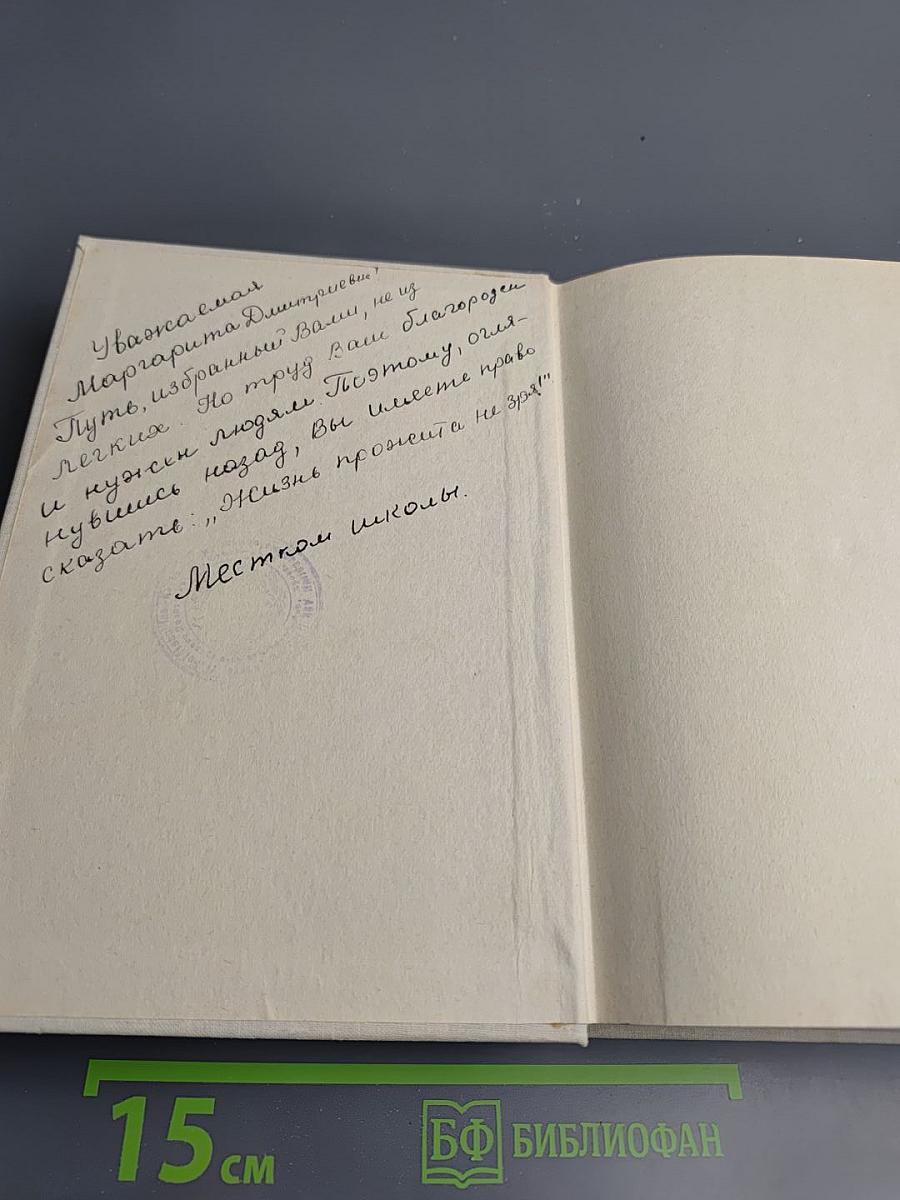 Уважаемая
Маргарита Дмитриевна!
Путь, избранный Вами, не из
легких. Но труд Ваш благороден
и нужен людям. Поэтому, огля-
нувшись назад, Вы имеете право
сказать: „Жизнь прожита не зря!"
Местком школы.
15 см
БФ БИБЛИОФАН